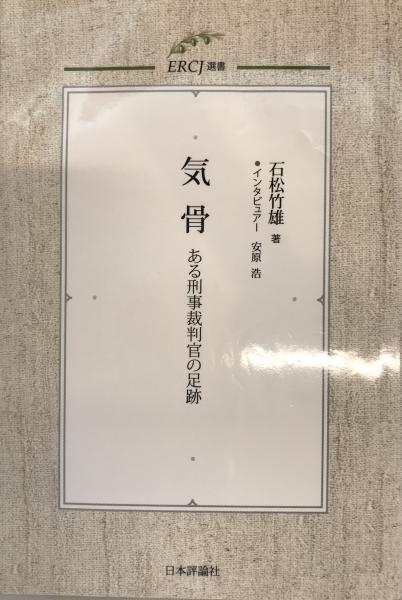 ERCJ選書
石松竹雄 著
●インタビュアー 安原 浩
気骨 ある刑事裁判官の足跡
日本評論社